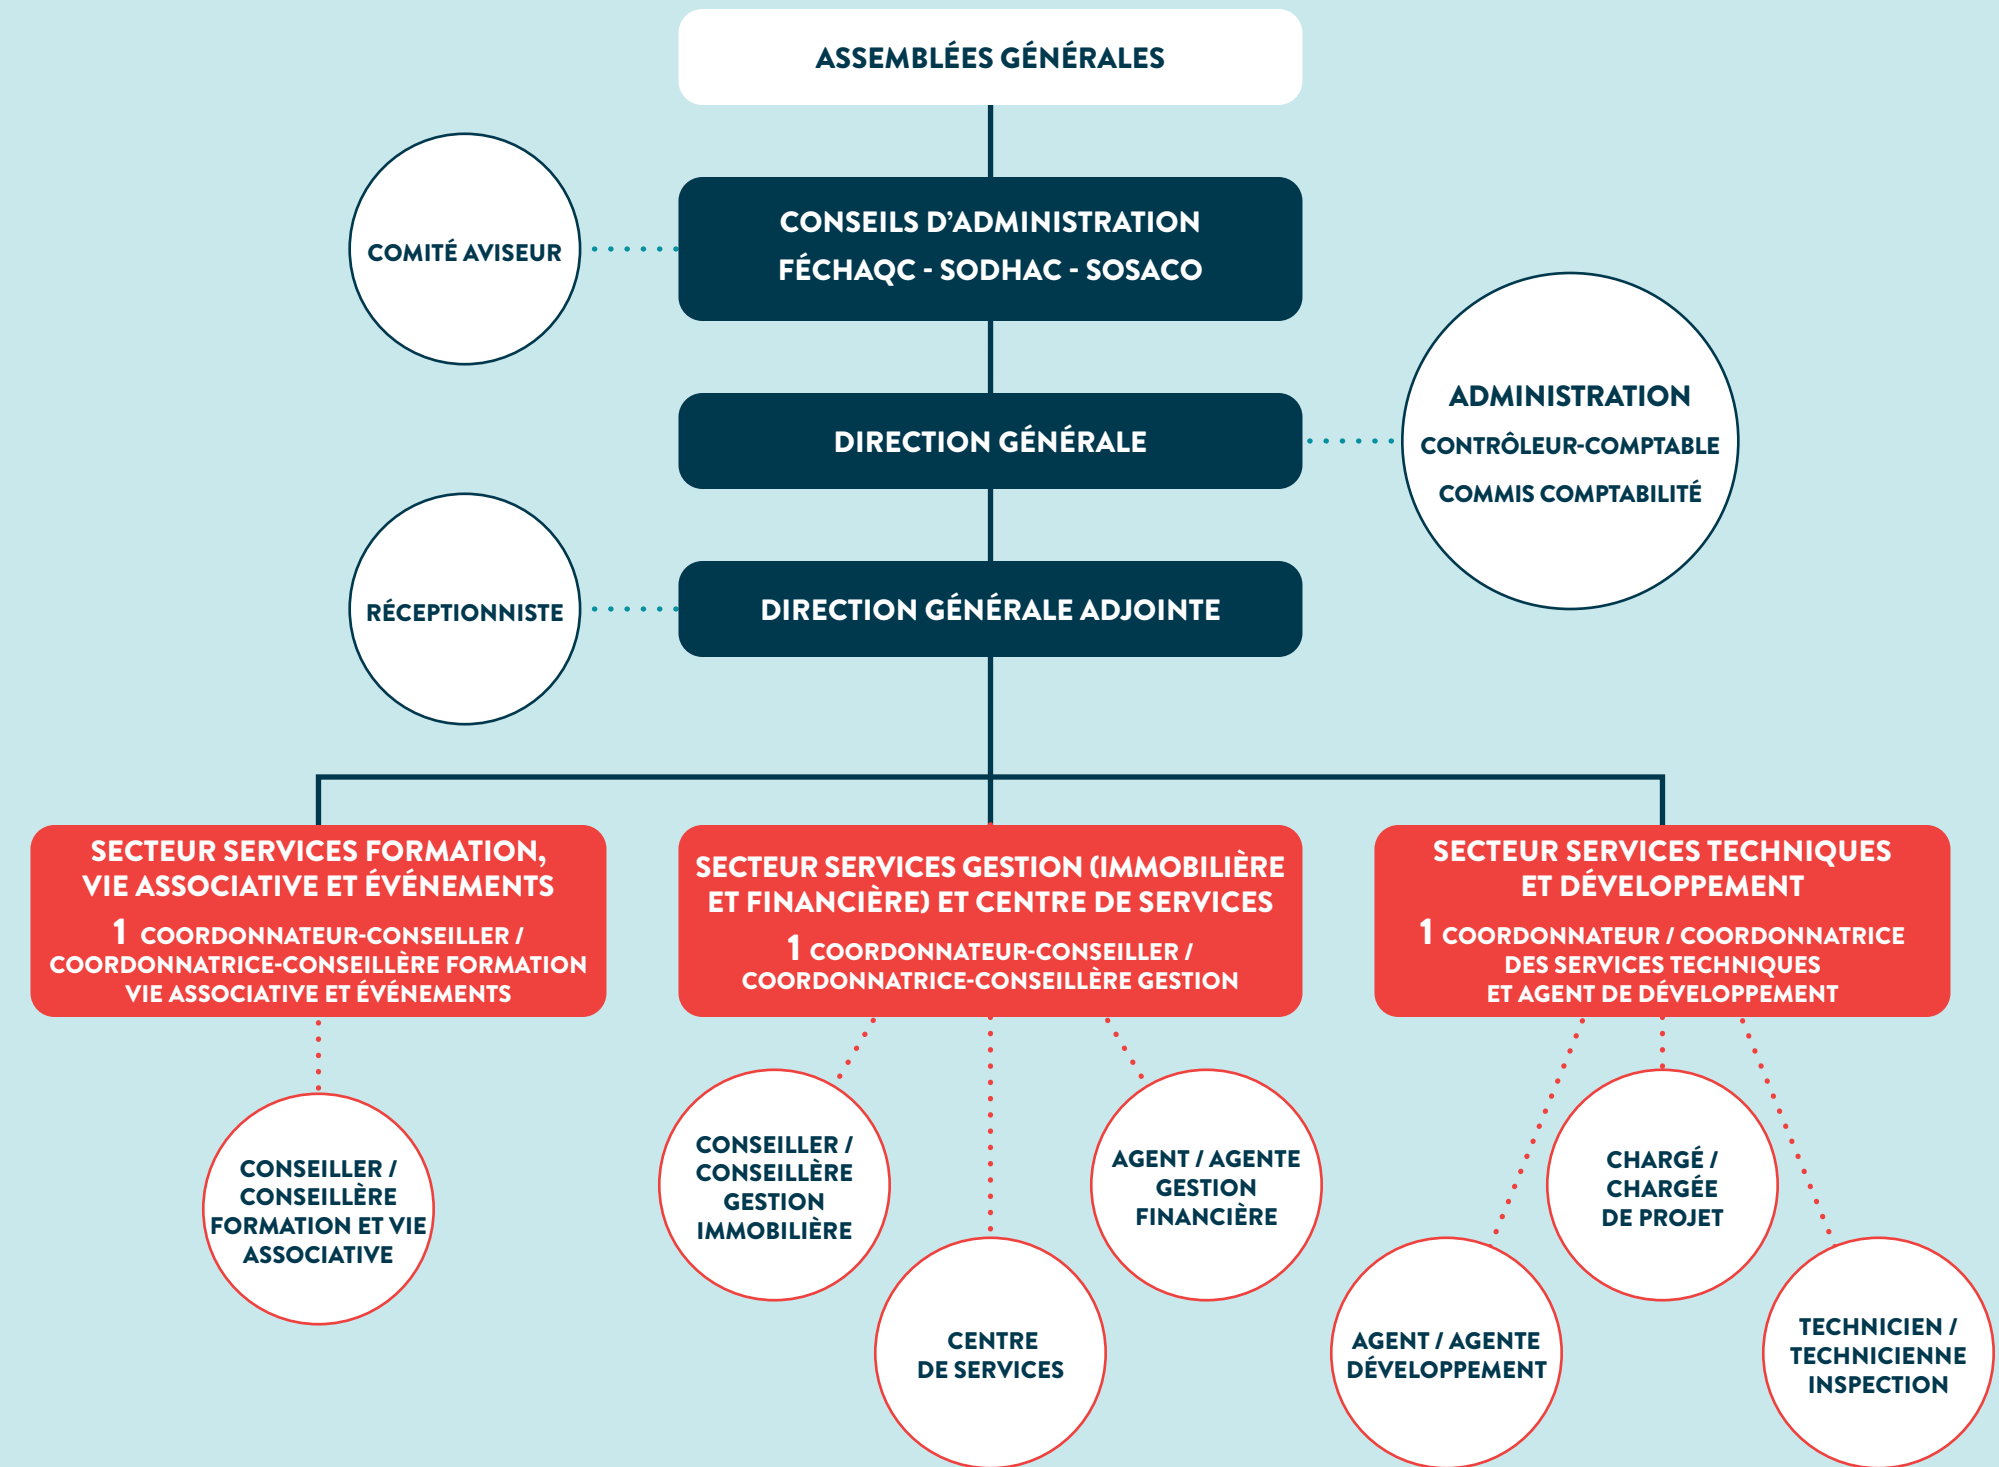 ASSEMBLÉES GÉNÉRALES
COMITÉ AVISEUR
CONSEILS D’ADMINISTRATION
FÉCHAQC - SODHAC - SOSACO
DIRECTION GÉNÉRALE
ADMINISTRATION
CONTRÔLEUR-COMPTABLE
COMMIS COMPTABILITÉ
RÉCEPTIONNISTE
DIRECTION GÉNÉRALE ADJOINTE
SECTEUR SERVICES FORMATION,
VIE ASSOCIATIVE ET ÉVÉNEMENTS
1 COORDONNATEUR-CONSEILLER /
COORDONNATRICE-CONSEILLÈRE FORMATION
VIE ASSOCIATIVE ET ÉVÉNEMENTS
SECTEUR SERVICES GESTION (IMMOBILIÈRE
ET FINANCIÈRE) ET CENTRE DE SERVICES
1 COORDONNATEUR-CONSEILLER /
COORDONNATRICE-CONSEILLÈRE GESTION
SECTEUR SERVICES TECHNIQUES
ET DÉVELOPPEMENT
1 COORDONNATEUR / COORDONNATRICE
DES SERVICES TECHNIQUES
ET AGENT DE DÉVELOPPEMENT
CONSEILLER /
CONSEILLÈRE
FORMATION ET VIE
ASSOCIATIVE
CONSEILLER /
CONSEILLÈRE
GESTION
IMMOBILIÈRE
CENTRE
DE SERVICES
AGENT / AGENTE
GESTION
FINANCIÈRE
AGENT / AGENTE
DÉVELOPPEMENT
CHARGÉ /
CHARGÉE
DE PROJET
TECHNICIEN /
TECHNICIENNE
INSPECTION